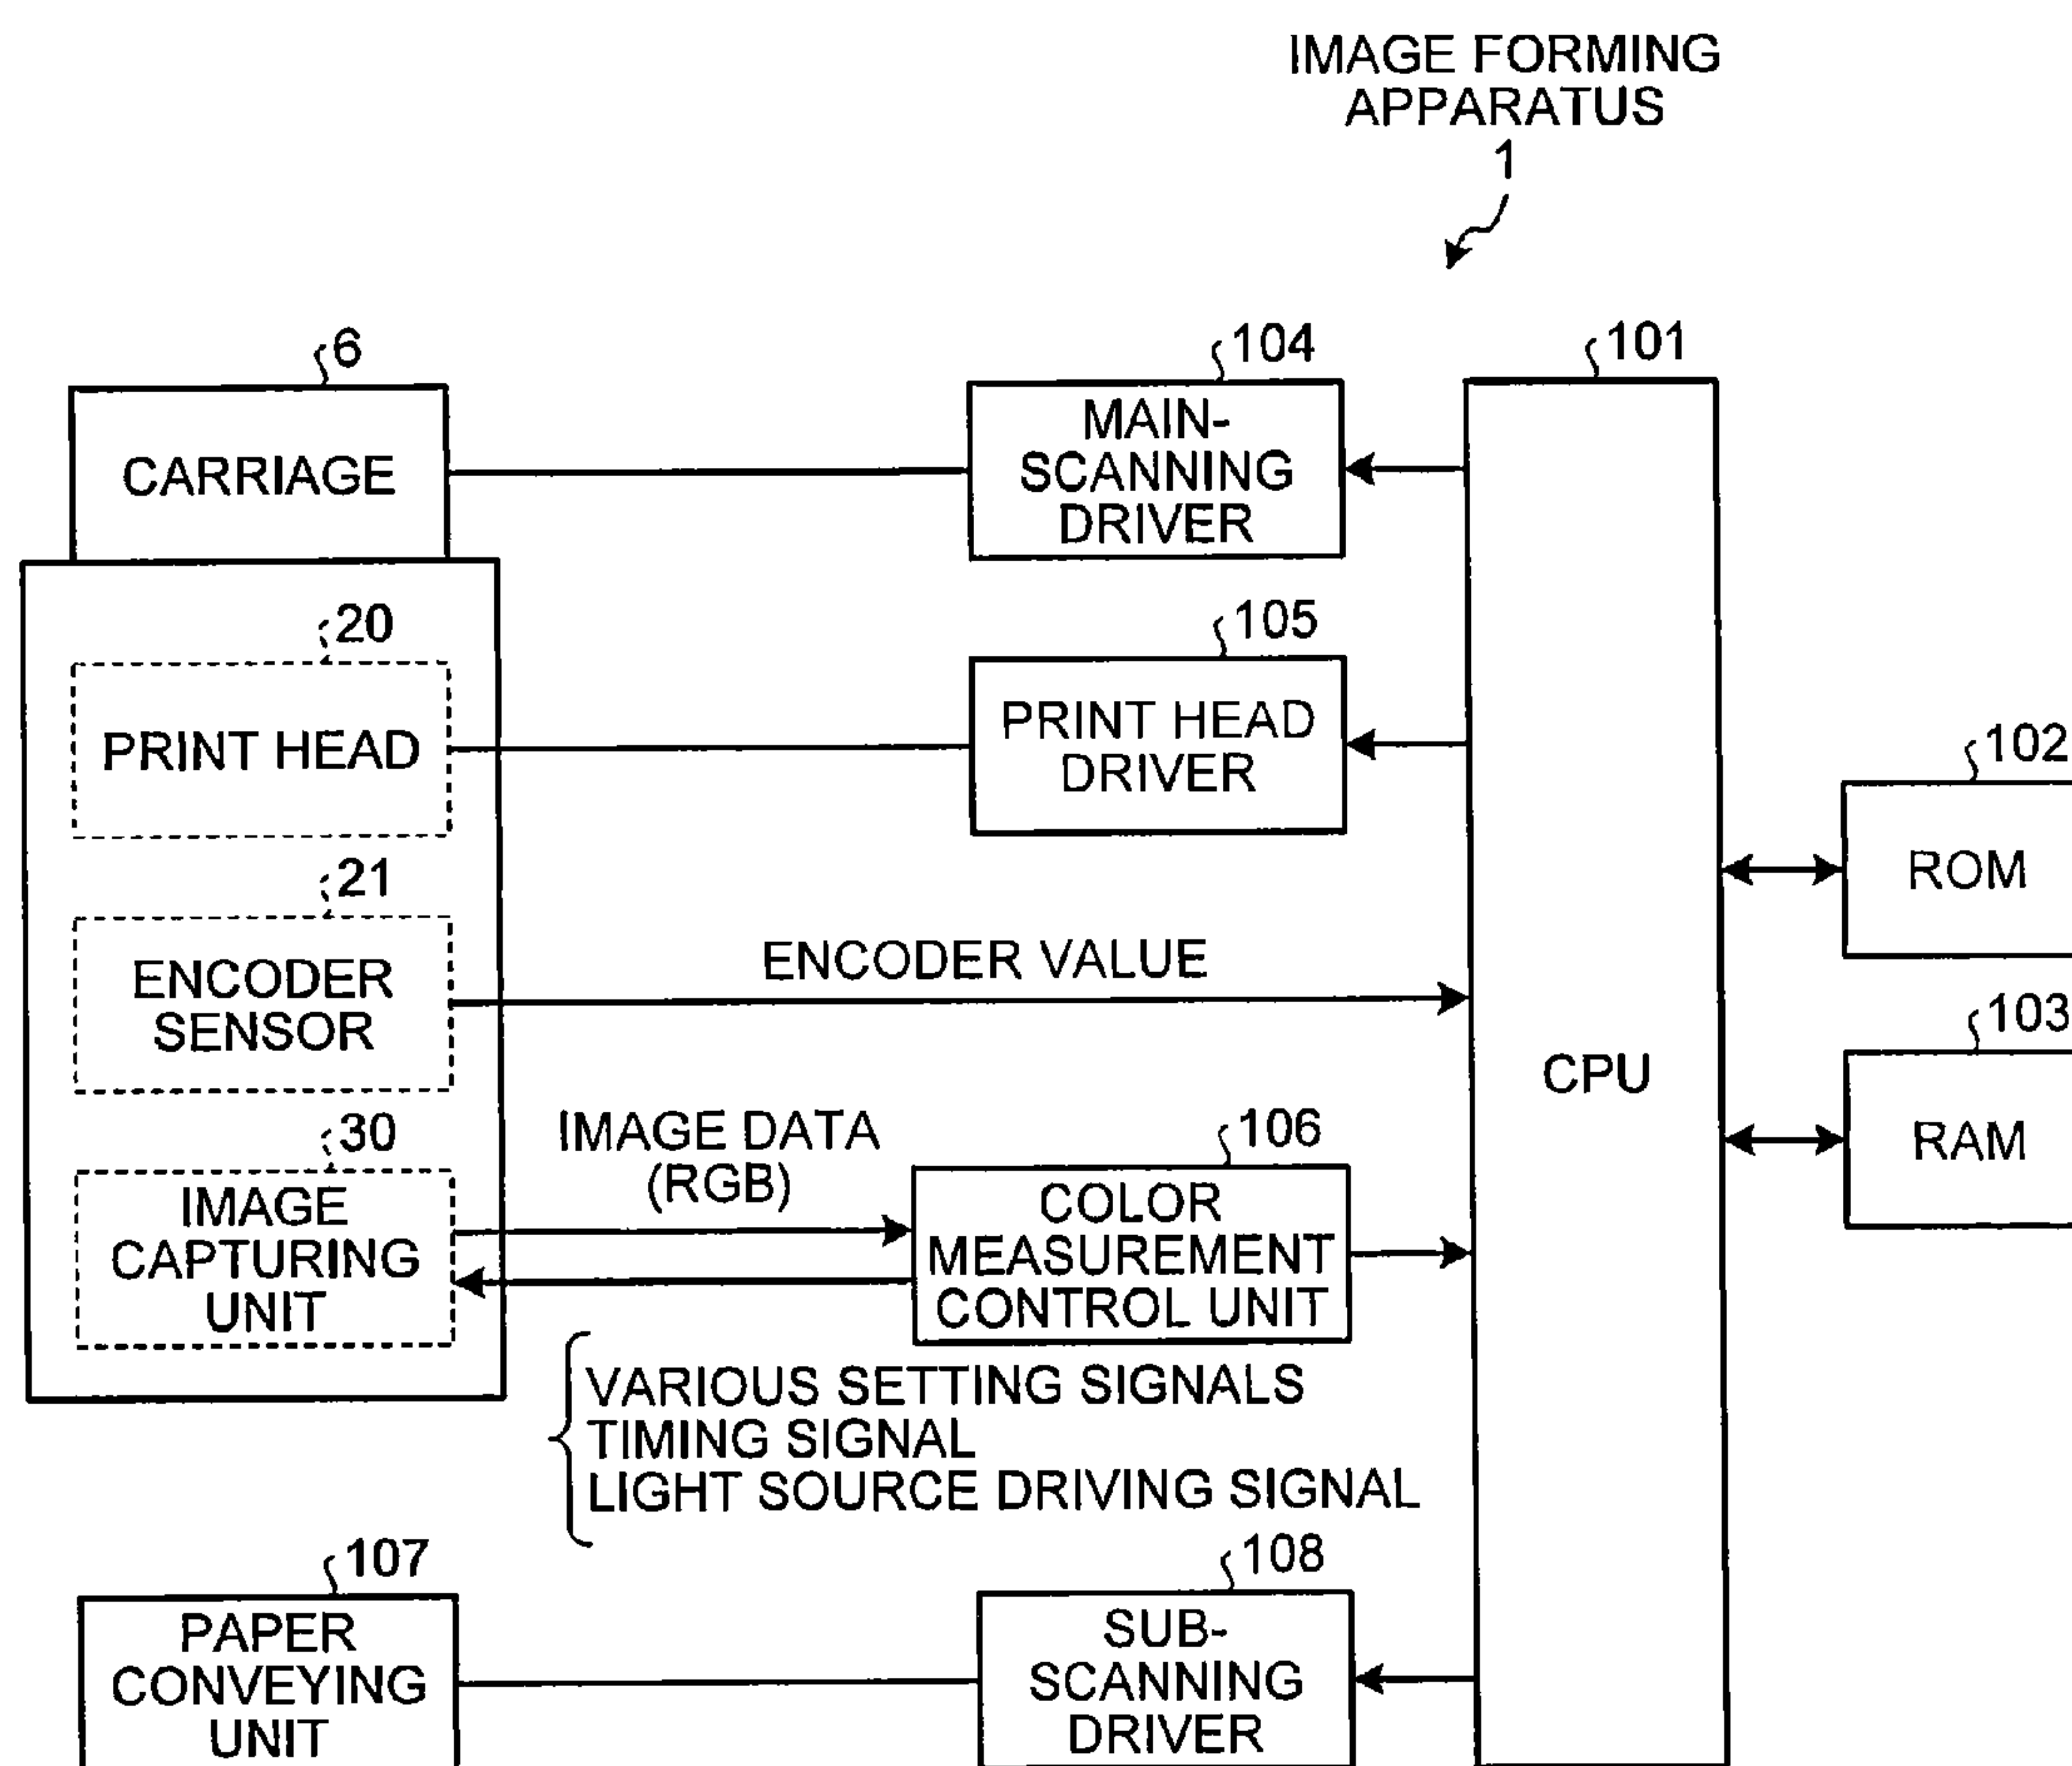 IMAGE FORMING
APPARATUS
1
6
CARRIAGE
104
MAIN-
SCANNING
DRIVER
101
CPU
20
PRINT HEAD
105
PRINT HEAD
DRIVER
102
ROM
21
ENCODER
SENSOR
ENCODER VALUE
103
RAM
30
IMAGE
CAPTURING
UNIT
IMAGE DATA
(RGB)
106
COLOR
MEASUREMENT
CONTROL UNIT
VARIOUS SETTING SIGNALS
TIMING SIGNAL
LIGHT SOURCE DRIVING SIGNAL
107
PAPER
CONVEYING
UNIT
108
SUB-
SCANNING
DRIVER